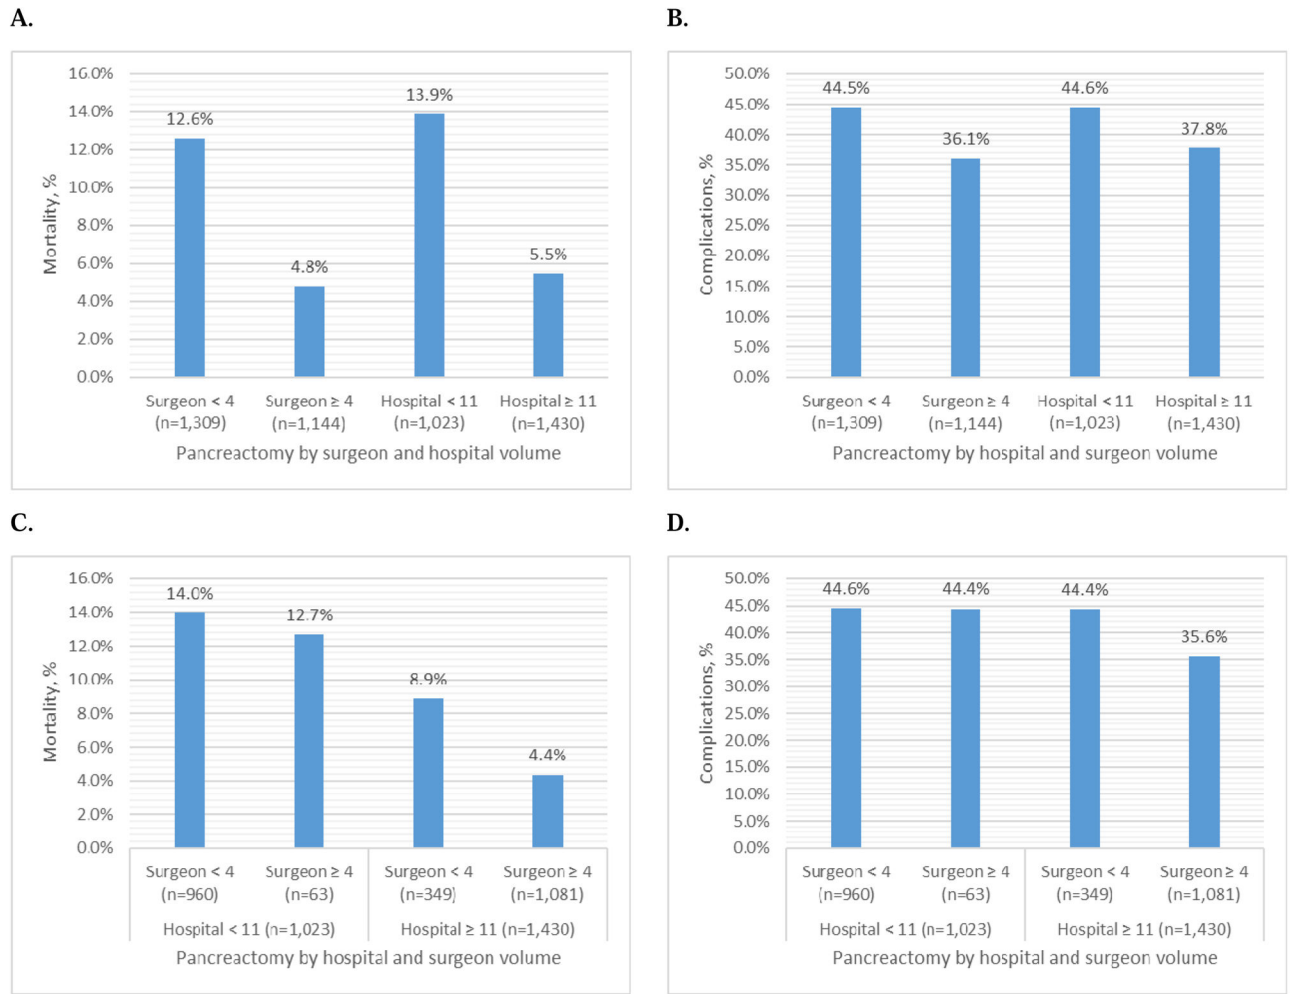 A.
16.0%
14.0%
12.0%
10.0%
8.0%
6.0%
4.0%
2.0%
0.0%
Mortality, %
12.6%
4.8%
13.9%
5.5%
Surgeon < 4 Surgeon ≥ 4 Hospital < 11 Hospital ≥ 11
(n=1,309) (n=1,144) (n=1,023) (n=1,430)
Pancreactomy by surgeon and hospital volume
B.
50.0%
45.0%
40.0%
35.0%
30.0%
25.0%
20.0%
15.0%
10.0%
5.0%
0.0%
Complications, %
44.5%
36.1%
44.6%
37.8%
Surgeon < 4 Surgeon ≥ 4 Hospital < 11 Hospital ≥ 11
(n=1,309) (n=1,144) (n=1,023) (n=1,430)
Pancreactomy by hospital and surgeon volume
C.
16.0%
14.0%
12.0%
10.0%
8.0%
6.0%
4.0%
2.0%
0.0%
Mortality, %
14.0%
12.7%
8.9%
4.4%
Surgeon < 4 Surgeon ≥ 4 Surgeon < 4 Surgeon ≥ 4
(n=960) (n=63) (n=349) (n=1,081)
Hospital < 11 (n=1,023) Hospital ≥ 11 (n=1,430)
Pancreactomy by hospital and surgeon volume
D.
50.0%
45.0%
40.0%
35.0%
30.0%
25.0%
20.0%
15.0%
10.0%
5.0%
0.0%
Complications, %
44.6%
44.4%
44.4%
35.6%
Surgeon < 4 Surgeon ≥ 4 Surgeon < 4 Surgeon ≥ 4
(n=960) (n=63) (n=349) (n=1,081)
Hospital < 11 (n=1,023) Hospital ≥ 11 (n=1,430)
Pancreactomy by hospital and surgeon volume